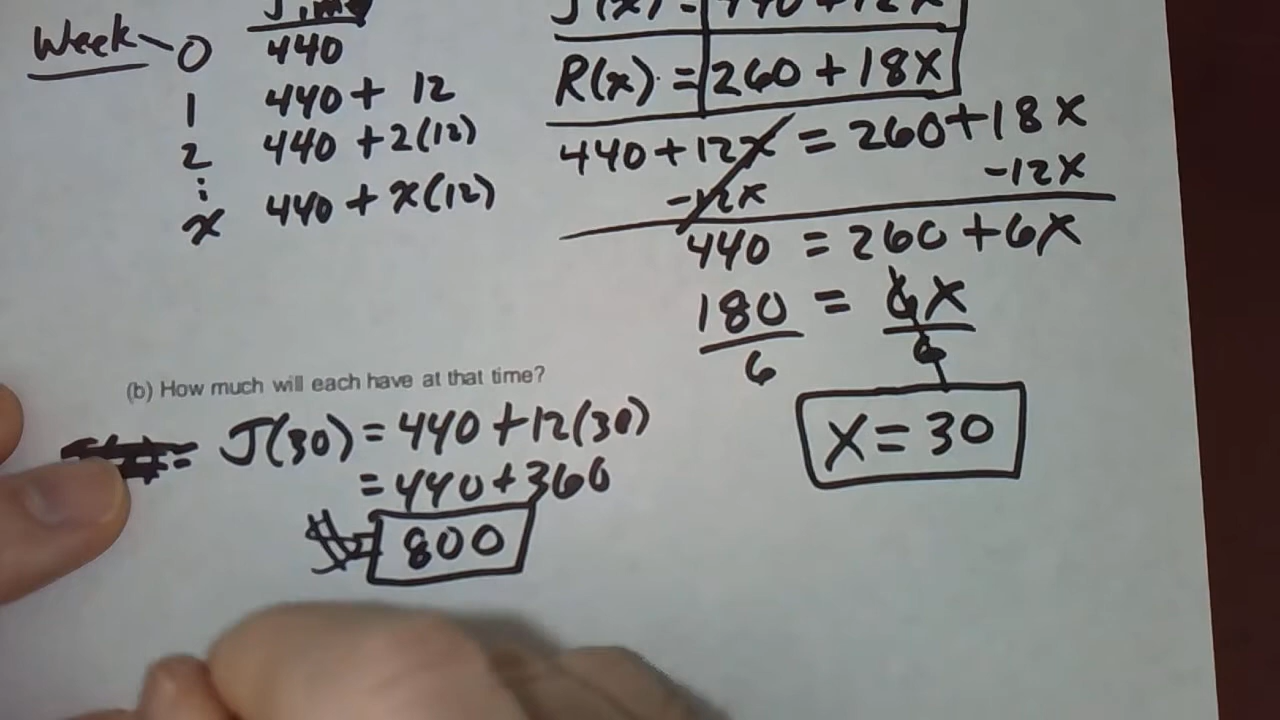 Week 0 440
1 440 + 12
2 440 + 2(12)
⋮
x 440 + x(12)
J(x) = 440 + 12x
R(x) = 260 + 18x
440 + 12x = 260 + 18x
-12x -12x
440 = 260 + 6x
180 = 6x
6 6
x = 30
(b) How much will each have at that time?
J(30) = 440 + 12(30)
= 440 + 360
$ = 800